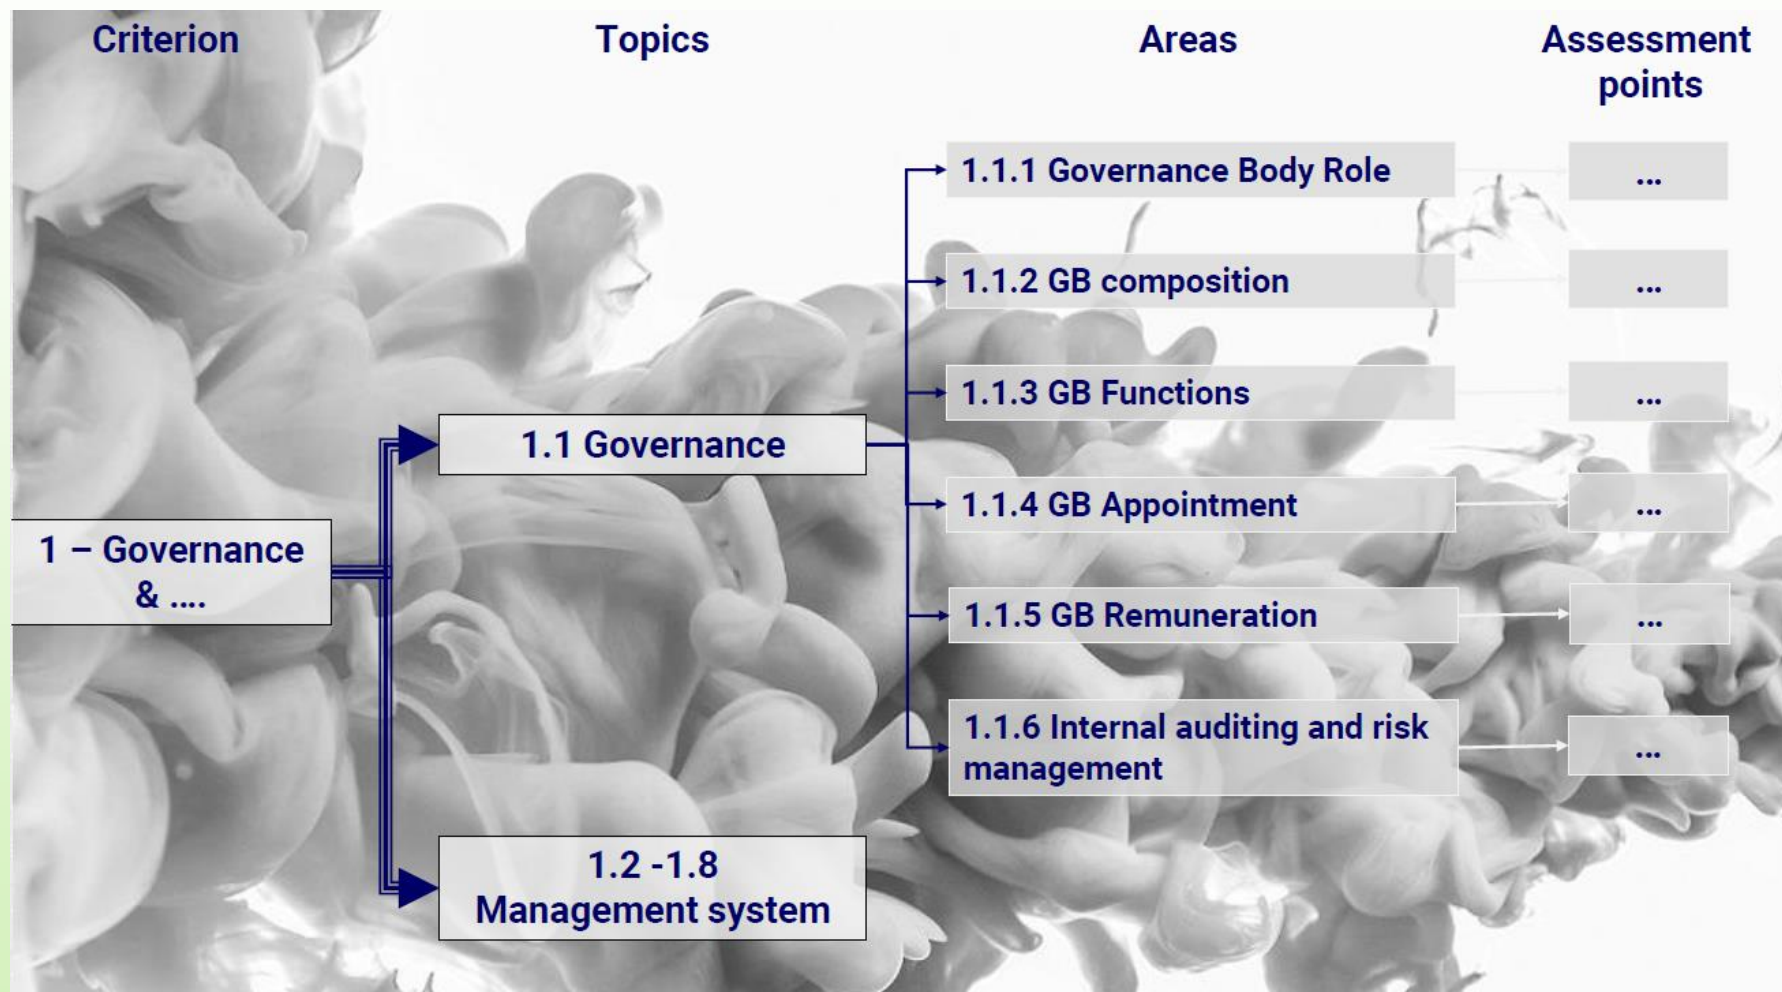 Criterion
Topics
Areas
Assessment
points
1.1.1 Governance Body Role
...
1.1.2 GB composition
...
1.1.3 GB Functions
...
1.1 Governance
1.1.4 GB Appointment
...
1 – Governance
& ....
1.1.5 GB Remuneration
...
1.1.6 Internal auditing and risk
management
...
1.2 -1.8
Management system